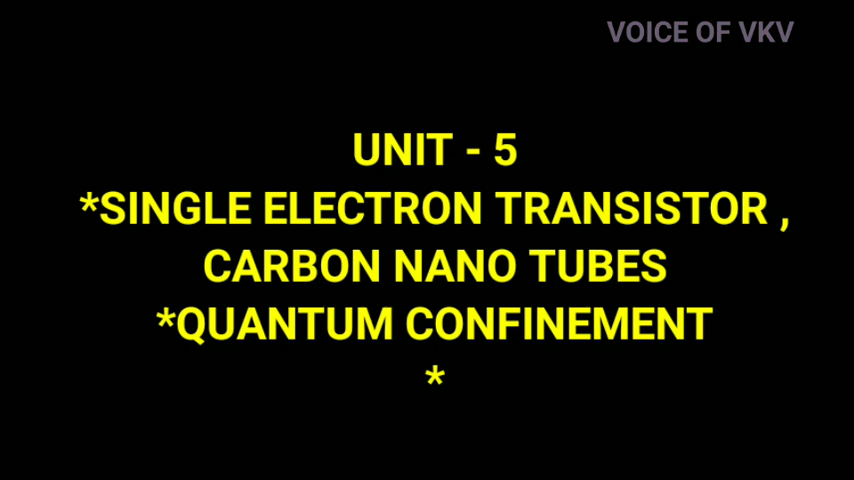 VOICE OF VKV
UNIT - 5
*SINGLE ELECTRON TRANSISTOR ,
CARBON NANO TUBES
*QUANTUM CONFINEMENT
*